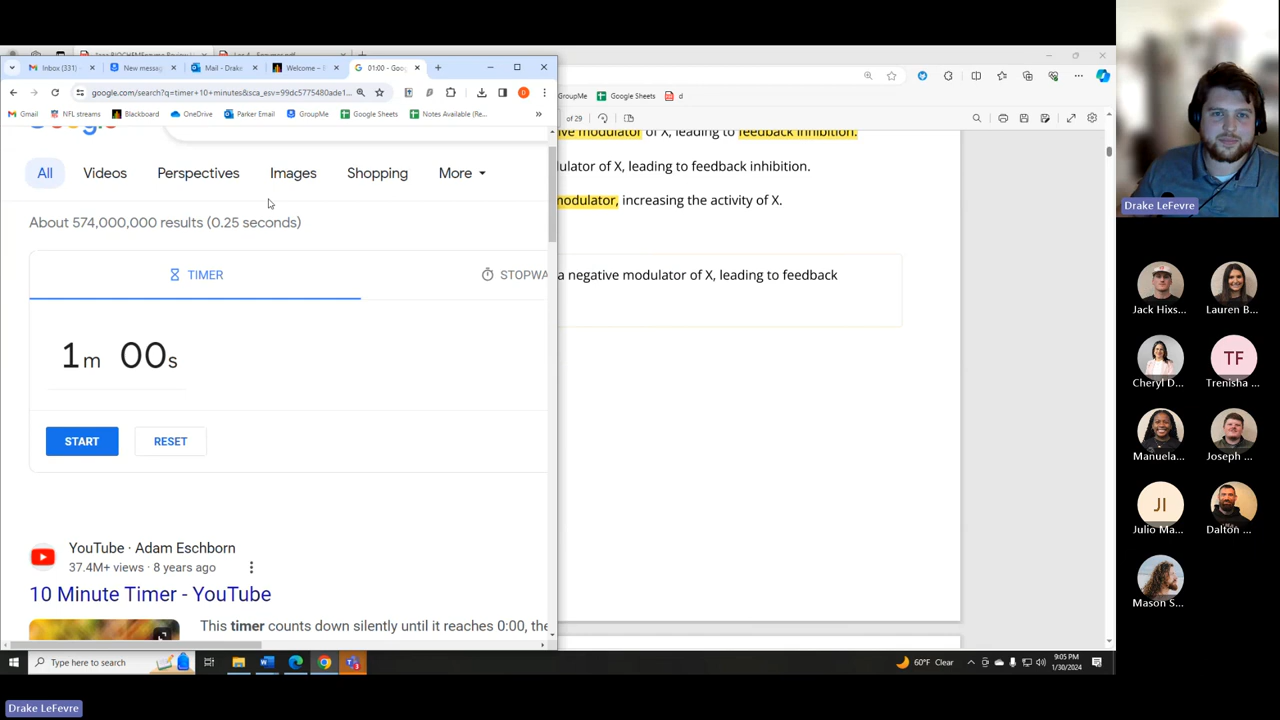 Inbox (331)
New messag
Mail - Drake
Welcome – E
01:00 - Goo
google.com/search?q=timer+10+minutes&sca_esv=99dc5775480ade1...
Gmail
NFL streams
Blackboard
OneDrive
Parker Email
GroupMe
Google Sheets
Notes Available (Re...
»
GroupMe
Google Sheets
d
of 29
All
Videos
Perspectives
Images
Shopping
More
About 574,000,000 results (0.25 seconds)
TIMER
STOPWA
1m 00s
START
RESET
YouTube · Adam Eschborn
37.4M+ views · 8 years ago
10 Minute Timer - YouTube
This timer counts down silently until it reaches 0:00, the
ve modulator of X, leading to feedback inhibition.
ulator of X, leading to feedback inhibition.
modulator, increasing the activity of X.
a negative modulator of X, leading to feedback
Type here to search
60°F Clear
9:05 PM
1/30/2024
Drake LeFevre
Jack Hixs...
Lauren B...
Cheryl D...
TF
Trenisha ...
Manuela...
Joseph ...
JI
Julio Ma...
Dalton ...
Mason S...
Drake LeFevre